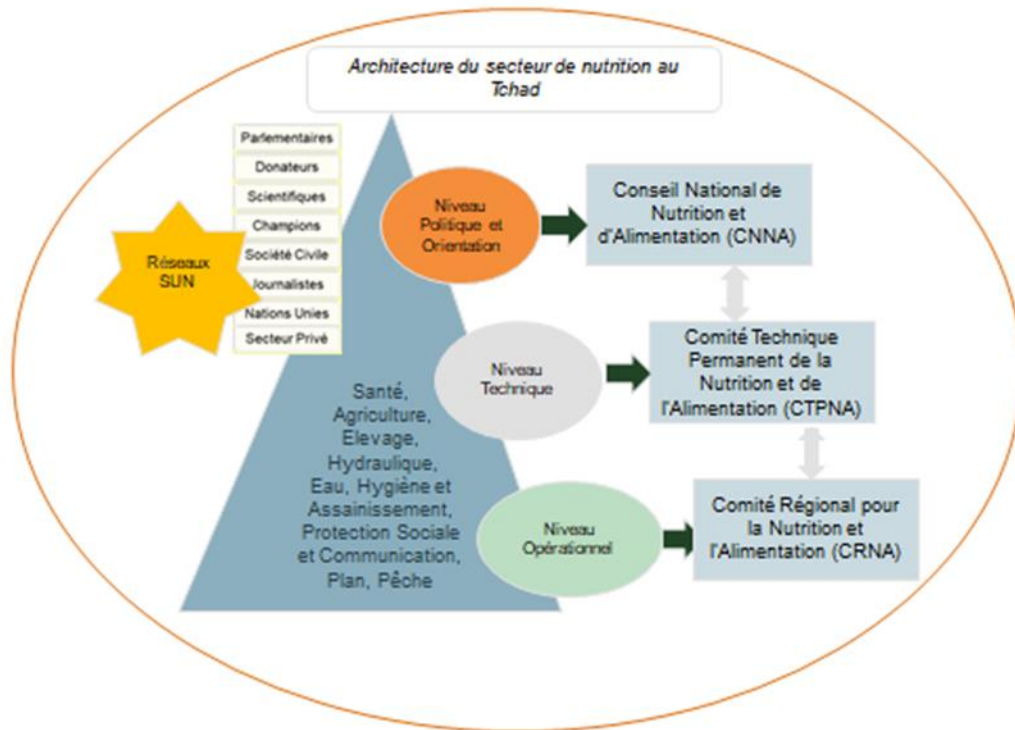 Architecture du secteur de nutrition au
Tchad
Parlementaires
Donateurs
Scientifiques
Champions
Société Civile
Journalistes
Nations Unies
Secteur Privé
Réseaux
SUN
Niveau
Politique et
Orientation
Conseil National de
Nutrition et
d'Alimentation (CNNA)
Niveau
Technique
Comité Technique
Permanent de la
Nutrition et de
l'Alimentation (CTPNA)
Santé,
Agriculture,
Elevage,
Hydraulique,
Eau, Hygiène et
Assainissement,
Protection Sociale
et Communication,
Plan, Pêche
Niveau
Opérationnel
Comité Régional pour
la Nutrition et
l'Alimentation (CRNA)